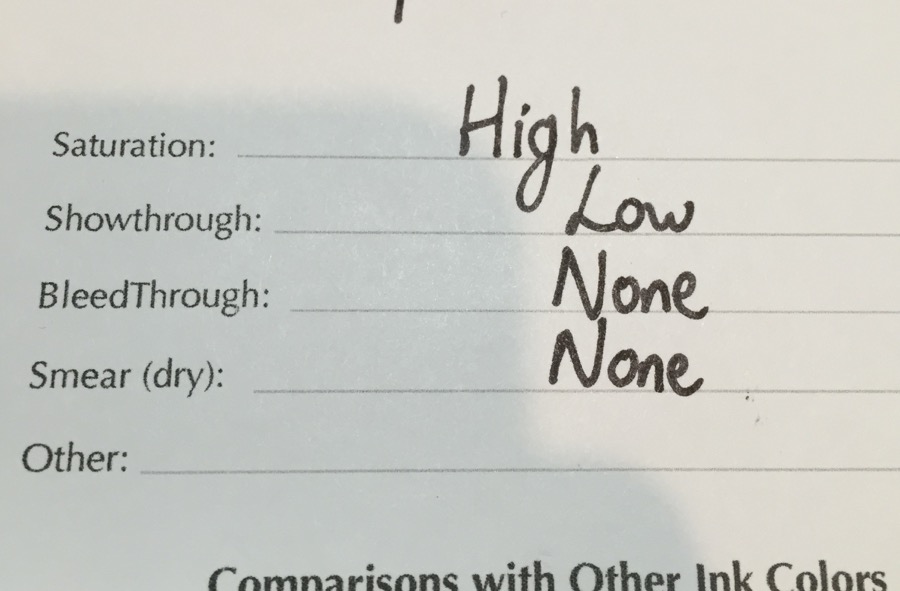 Saturation: High
Showthrough: Low
BleedThrough: None
Smear (dry): None
Other:
Comparisons with Other Ink Colors